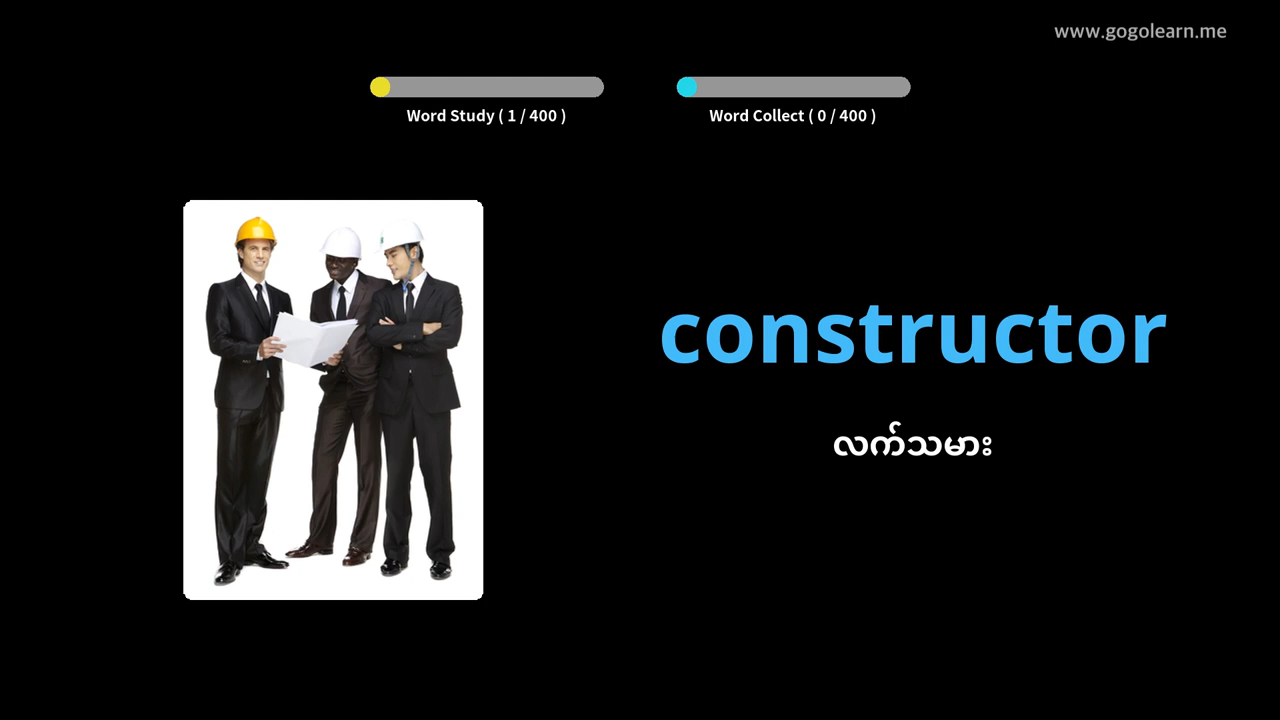 www.gogolearn.me
Word Study ( 1 / 400 )
Word Collect ( 0 / 400 )
constructor
လက်သမား